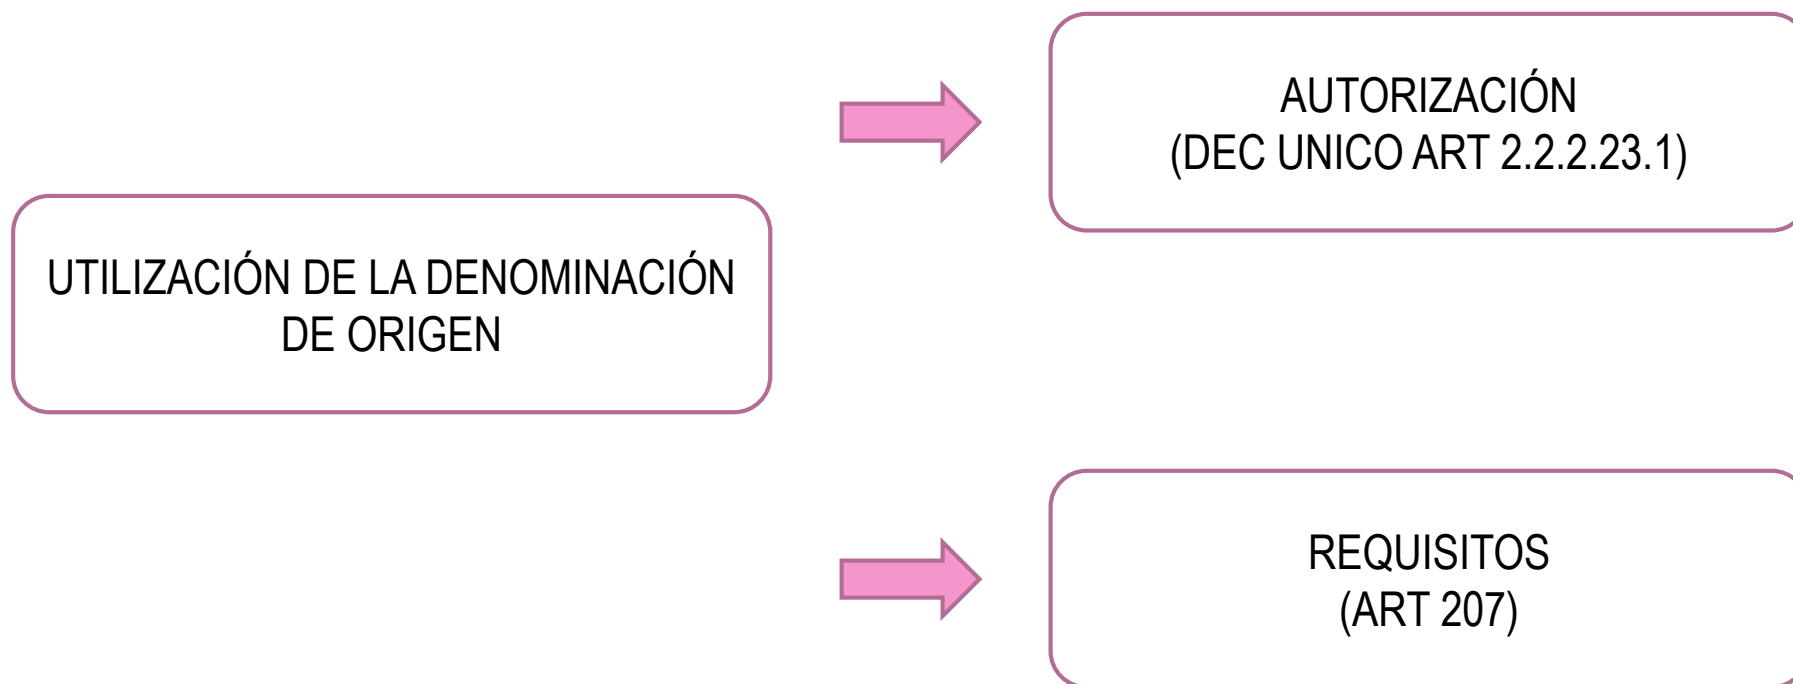 UTILIZACIÓN DE LA DENOMINACIÓN
DE ORIGEN
AUTORIZACIÓN
(DEC UNICO ART 2.2.2.23.1)
REQUISITOS
(ART 207)